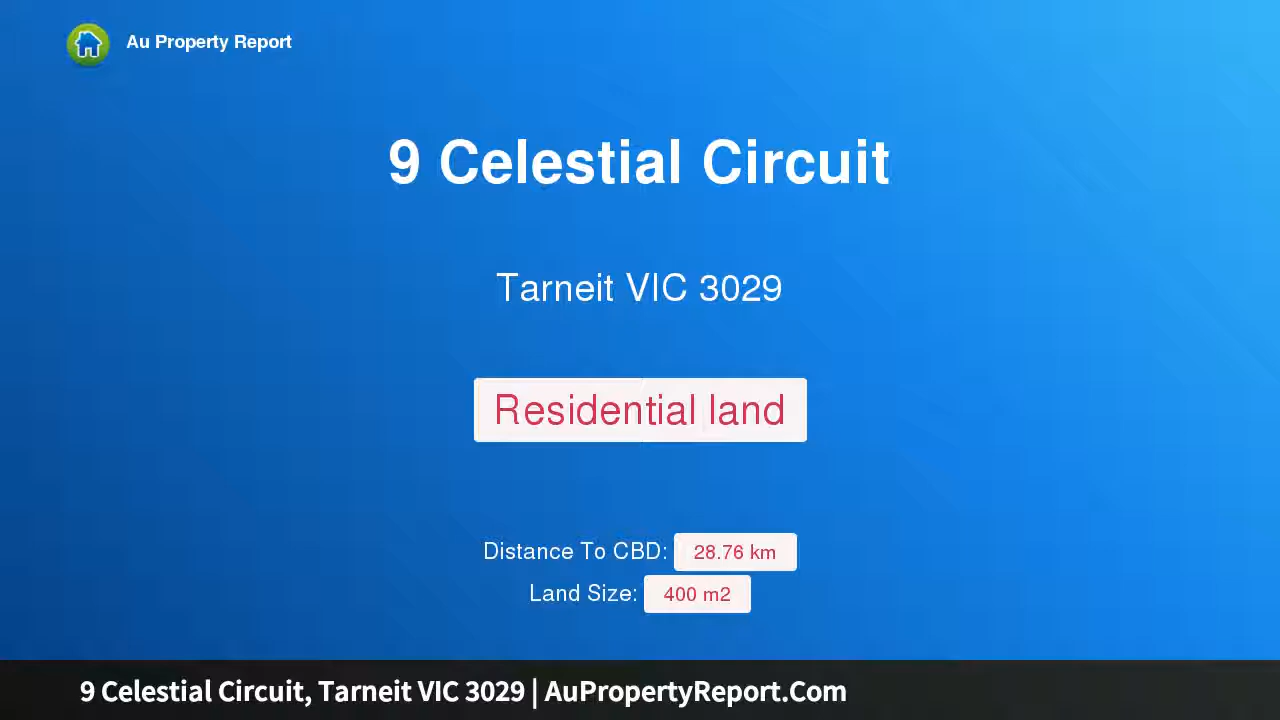 Au Property Report
9 Celestial Circuit
Tarneit VIC 3029
Residential land
Distance To CBD: 28.76 km
Land Size: 400 m2
9 Celestial Circuit, Tarneit VIC 3029 | AuPropertyReport.Com